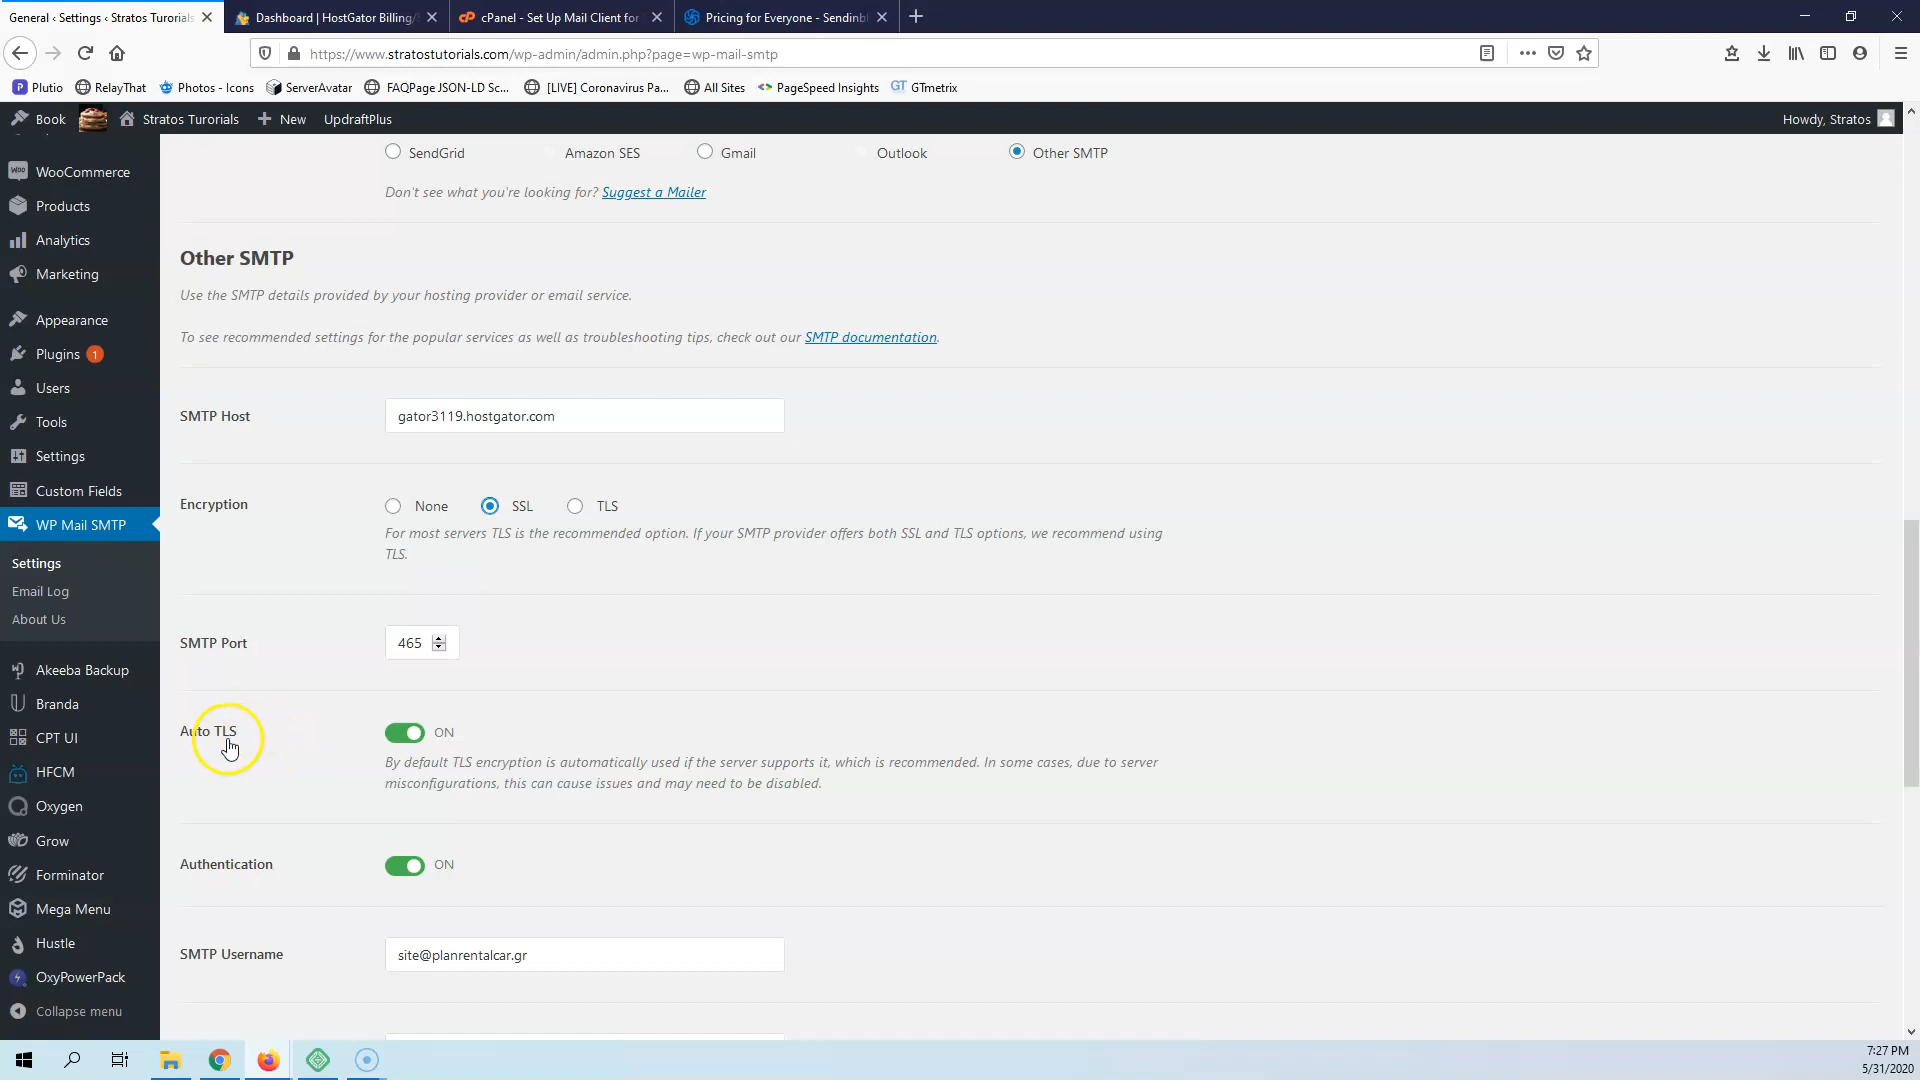 General ‹ Settings ‹ Stratos Turorials
Dashboard | HostGator Billing/S
cPanel - Set Up Mail Client for
Pricing for Everyone - Sendinbl
https://www.stratostutorials.com/wp-admin/admin.php?page=wp-mail-smtp
Plutio
RelayThat
Photos - Icons
ServerAvatar
FAQPage JSON-LD Sc...
[LIVE] Coronavirus Pa...
All Sites
PageSpeed Insights
GTmetrix
Book
Stratos Turorials
New
UpdraftPlus
Howdy, Stratos
WooCommerce
Products
Analytics
Marketing
Appearance
Plugins 1
Users
Tools
Settings
Custom Fields
WP Mail SMTP
Settings
Email Log
About Us
Akeeba Backup
Branda
CPT UI
HFCM
Oxygen
Grow
Forminator
Mega Menu
Hustle
OxyPowerPack
Collapse menu
SendGrid
Amazon SES
Gmail
Outlook
Other SMTP
Don't see what you're looking for? Suggest a Mailer
Other SMTP
Use the SMTP details provided by your hosting provider or email service.
To see recommended settings for the popular services as well as troubleshooting tips, check out our SMTP documentation.
SMTP Host
gator3119.hostgator.com
Encryption
None
SSL
TLS
For most servers TLS is the recommended option. If your SMTP provider offers both SSL and TLS options, we recommend using
TLS.
SMTP Port
465
Auto TLS
ON
By default TLS encryption is automatically used if the server supports it, which is recommended. In some cases, due to server
misconfigurations, this can cause issues and may need to be disabled.
Authentication
ON
SMTP Username
site@planrentalcar.gr
7:27 PM
5/31/2020